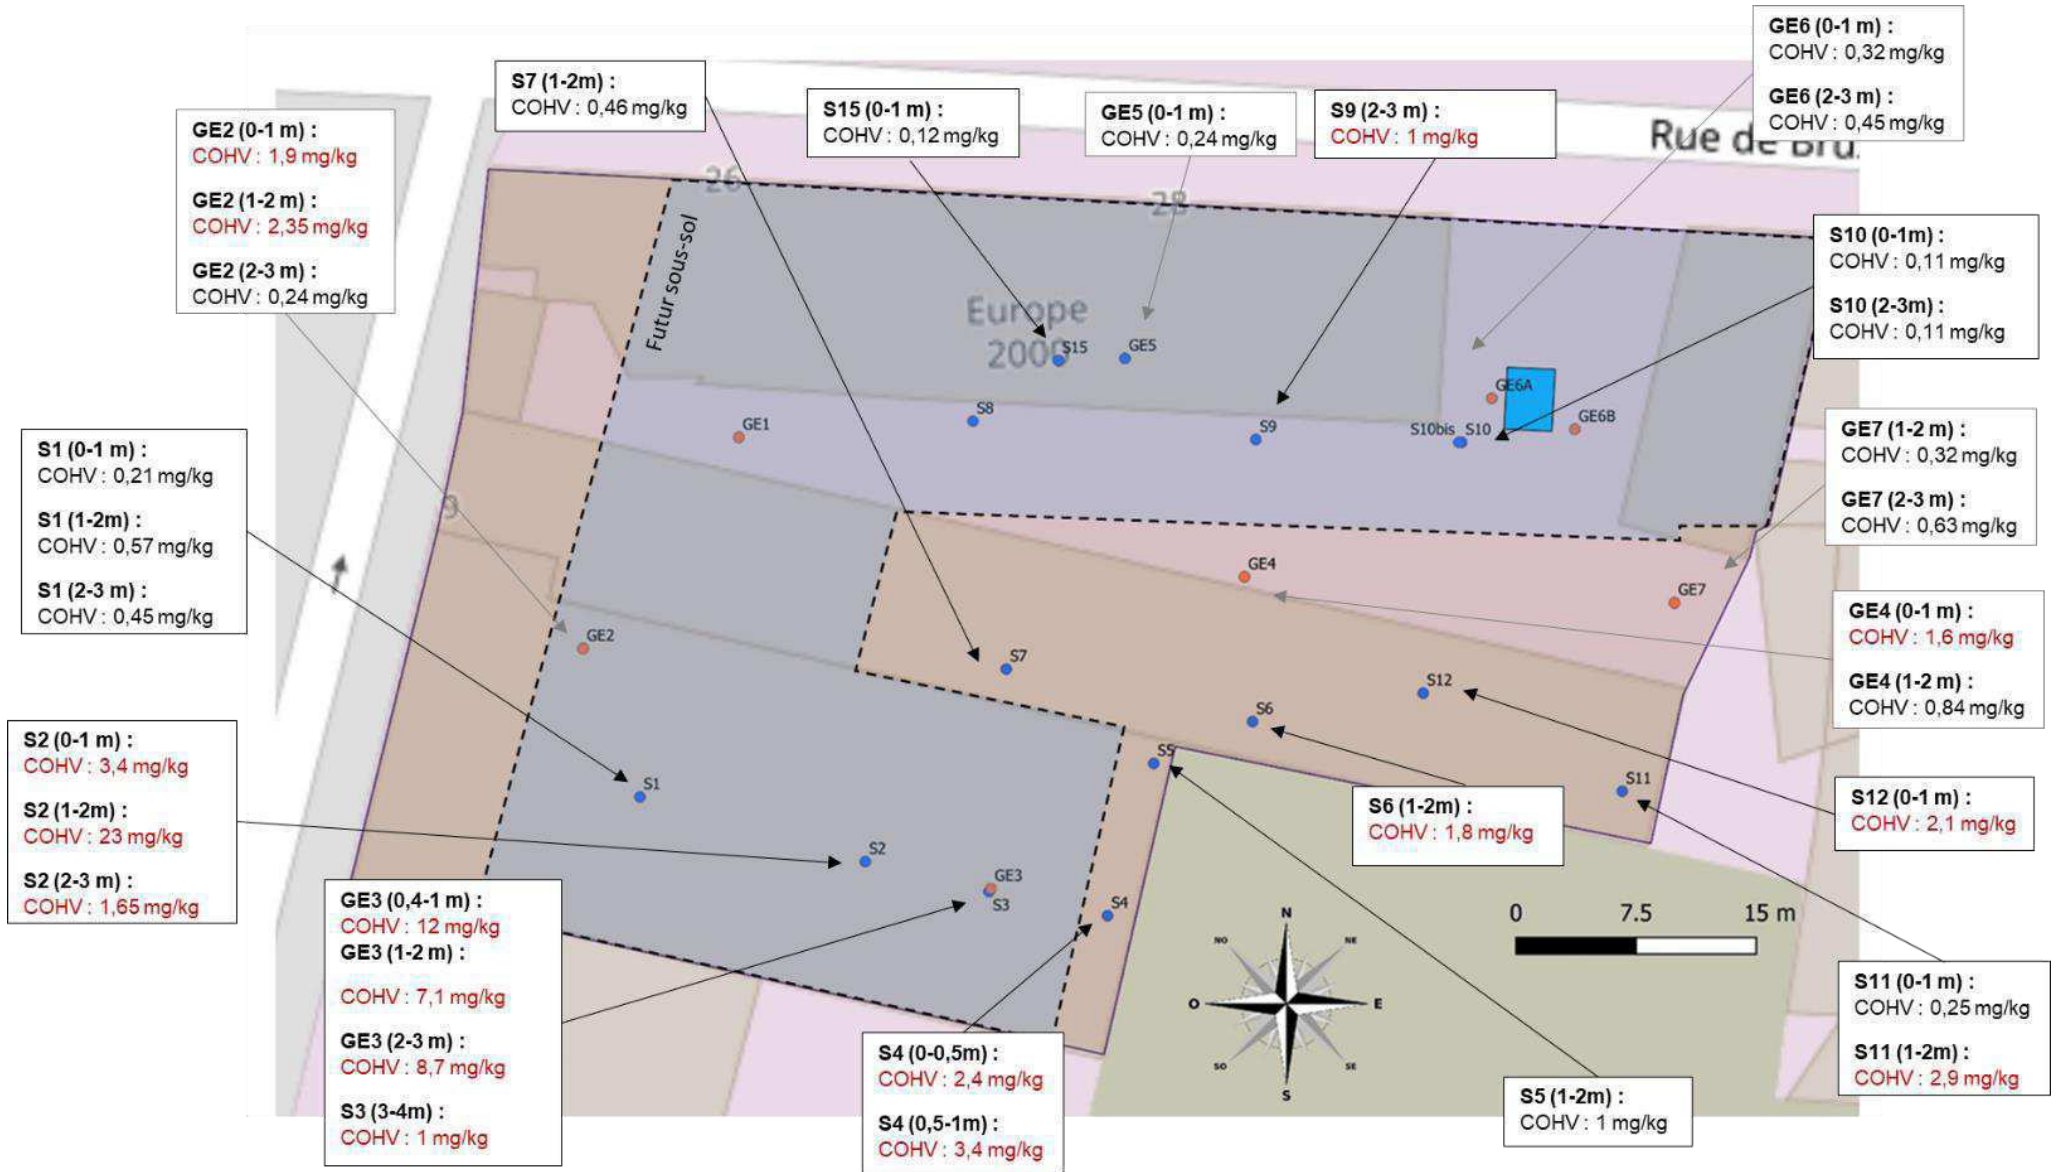 GE6 (0-1 m) :
COHV : 0,32 mg/kg
GE6 (2-3 m) :
COHV : 0,45 mg/kg
S7 (1-2m) :
COHV : 0,46 mg/kg
S15 (0-1 m) :
COHV : 0,12 mg/kg
GE5 (0-1 m) :
COHV : 0,24 mg/kg
S9 (2-3 m) :
COHV : 1 mg/kg
GE2 (0-1 m) :
COHV : 1,9 mg/kg
GE2 (1-2 m) :
COHV : 2,35 mg/kg
GE2 (2-3 m) :
COHV : 0,24 mg/kg
Rue de Bru.
26
28
Futur sous-sol
Europe
2000
S15
GE5
S10 (0-1m) :
COHV : 0,11 mg/kg
S10 (2-3m) :
COHV : 0,11 mg/kg
GE6A
GE6B
S8
S9
S10bis
S10
GE1
GE7 (1-2 m) :
COHV : 0,32 mg/kg
GE7 (2-3 m) :
COHV : 0,63 mg/kg
S1 (0-1 m) :
COHV : 0,21 mg/kg
S1 (1-2m) :
COHV : 0,57 mg/kg
S1 (2-3 m) :
COHV : 0,45 mg/kg
9
GE4
GE7
GE2
S7
S12
S6
S5
GE4 (0-1 m) :
COHV : 1,6 mg/kg
GE4 (1-2 m) :
COHV : 0,84 mg/kg
S2 (0-1 m) :
COHV : 3,4 mg/kg
S2 (1-2m) :
COHV : 23 mg/kg
S2 (2-3 m) :
COHV : 1,65 mg/kg
S1
S11
S2
GE3
S3
S4
S6 (1-2m) :
COHV : 1,8 mg/kg
S12 (0-1 m) :
COHV : 2,1 mg/kg
GE3 (0,4-1 m) :
COHV : 12 mg/kg
GE3 (1-2 m) :
COHV : 7,1 mg/kg
GE3 (2-3 m) :
COHV : 8,7 mg/kg
S3 (3-4m) :
COHV : 1 mg/kg
0 7.5 15 m
N
NO
NE
O
E
SO
SE
S
S11 (0-1 m) :
COHV : 0,25 mg/kg
S11 (1-2m) :
COHV : 2,9 mg/kg
S4 (0-0,5m) :
COHV : 2,4 mg/kg
S4 (0,5-1m) :
COHV : 3,4 mg/kg
S5 (1-2m) :
COHV : 1 mg/kg